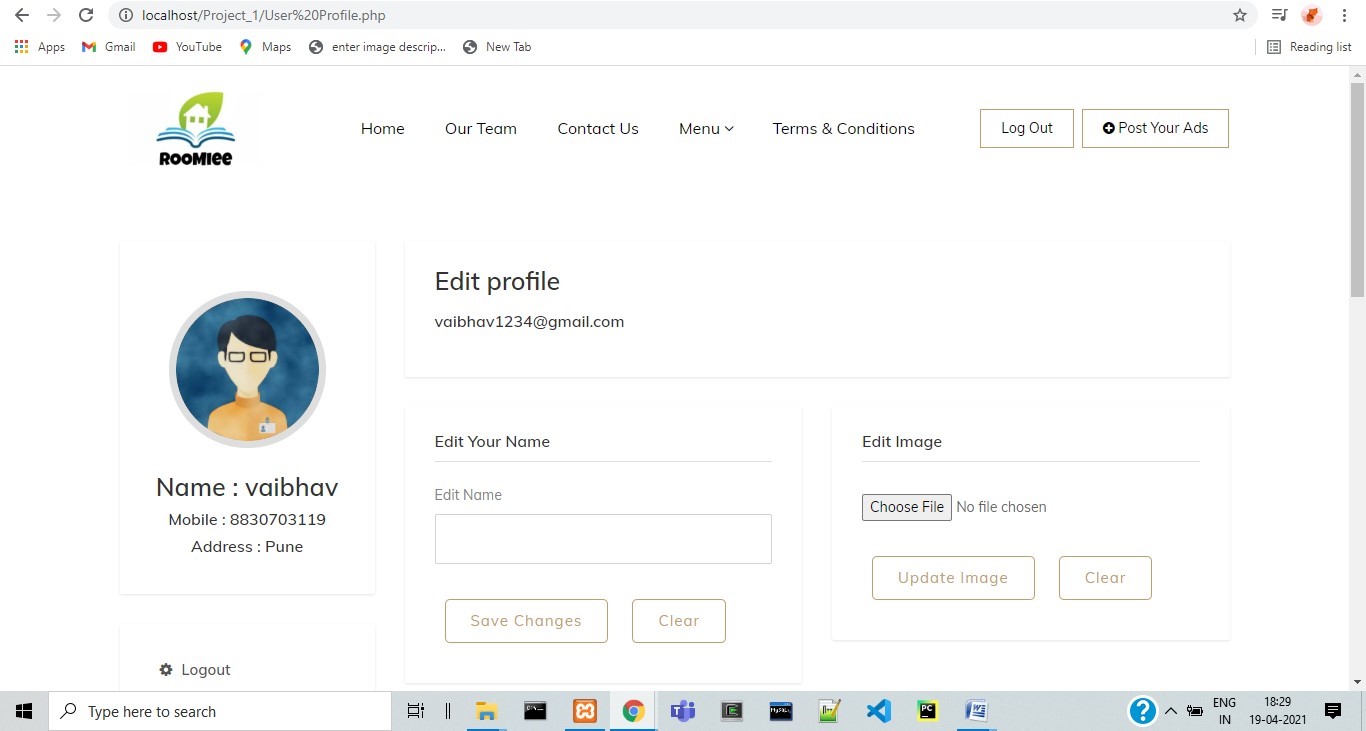 localhost/Project_1/User%20Profile.php
Apps Gmail YouTube Maps enter image descrip... New Tab Reading list
ROOMIEE
Home Our Team Contact Us Menu Terms & Conditions Log Out Post Your Ads
Edit profile
vaibhav1234@gmail.com
Name : vaibhav
Mobile : 8830703119
Address : Pune
Logout
Edit Your Name
Edit Name
Save Changes Clear
Edit Image
Choose File No file chosen
Update Image Clear
Type here to search
ENG
IN
18:29
19-04-2021